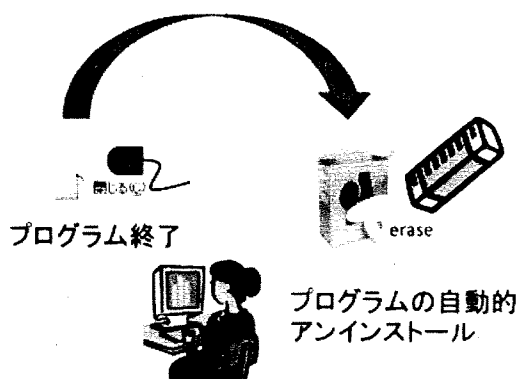 閉じる(C)
プログラム終了
erase
プログラムの自動的
アンインストール